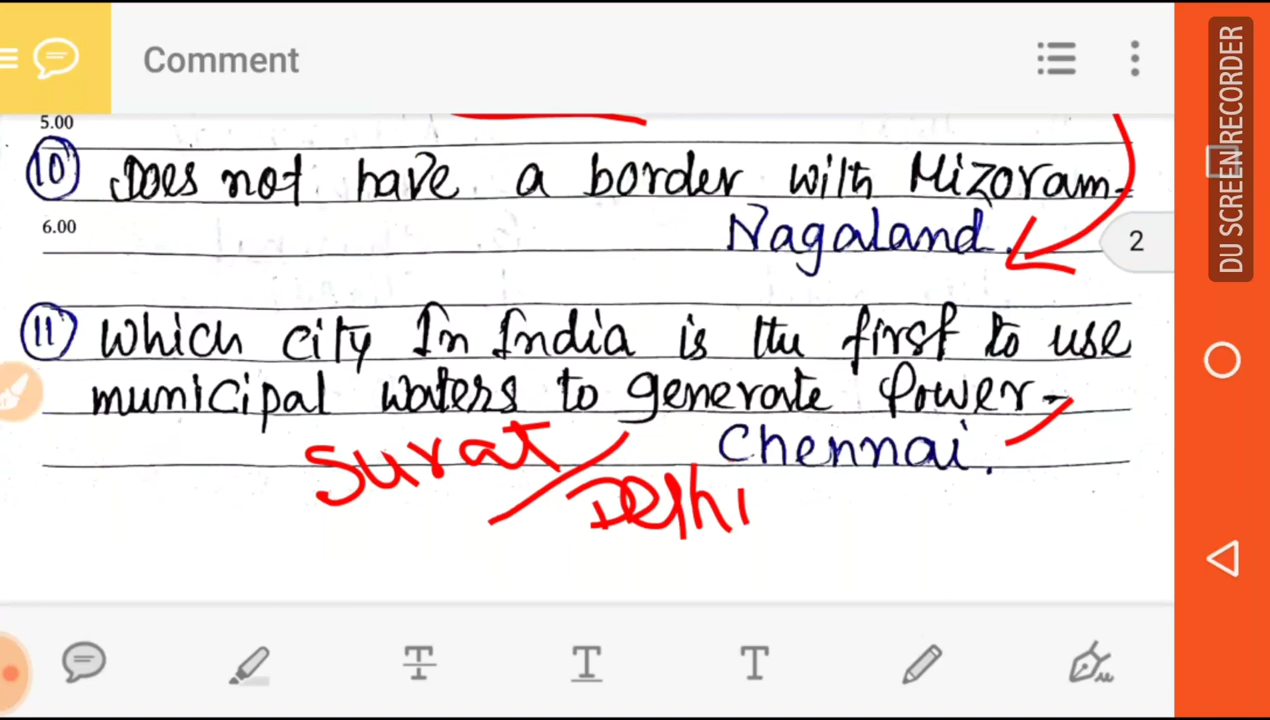 Comment
5.00
10 Does not have a border with Mizoram-
6.00
Nagaland.
2
11 Which city In India is the first to use
municipal waters to generate Power-
Chennai.
Surat/Delhi
DU SCREEN RECORDER
T
T
T